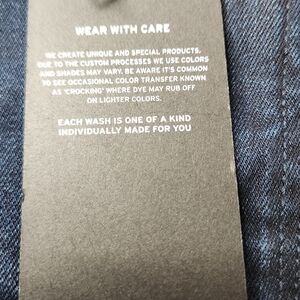 WEAR WITH CARE
WE CREATE UNIQUE AND SPECIAL PRODUCTS.
DUE TO THE CUSTOM PROCESSES WE USE COLORS
AND SHADES MAY VARY. BE AWARE IT'S COMMON
TO SEE OCCASIONAL COLOR TRANSFER KNOWN
AS 'CROCKING' WHERE DYE MAY RUB OFF
ON LIGHTER COLORS.
EACH WASH IS ONE OF A KIND
INDIVIDUALLY MADE FOR YOU